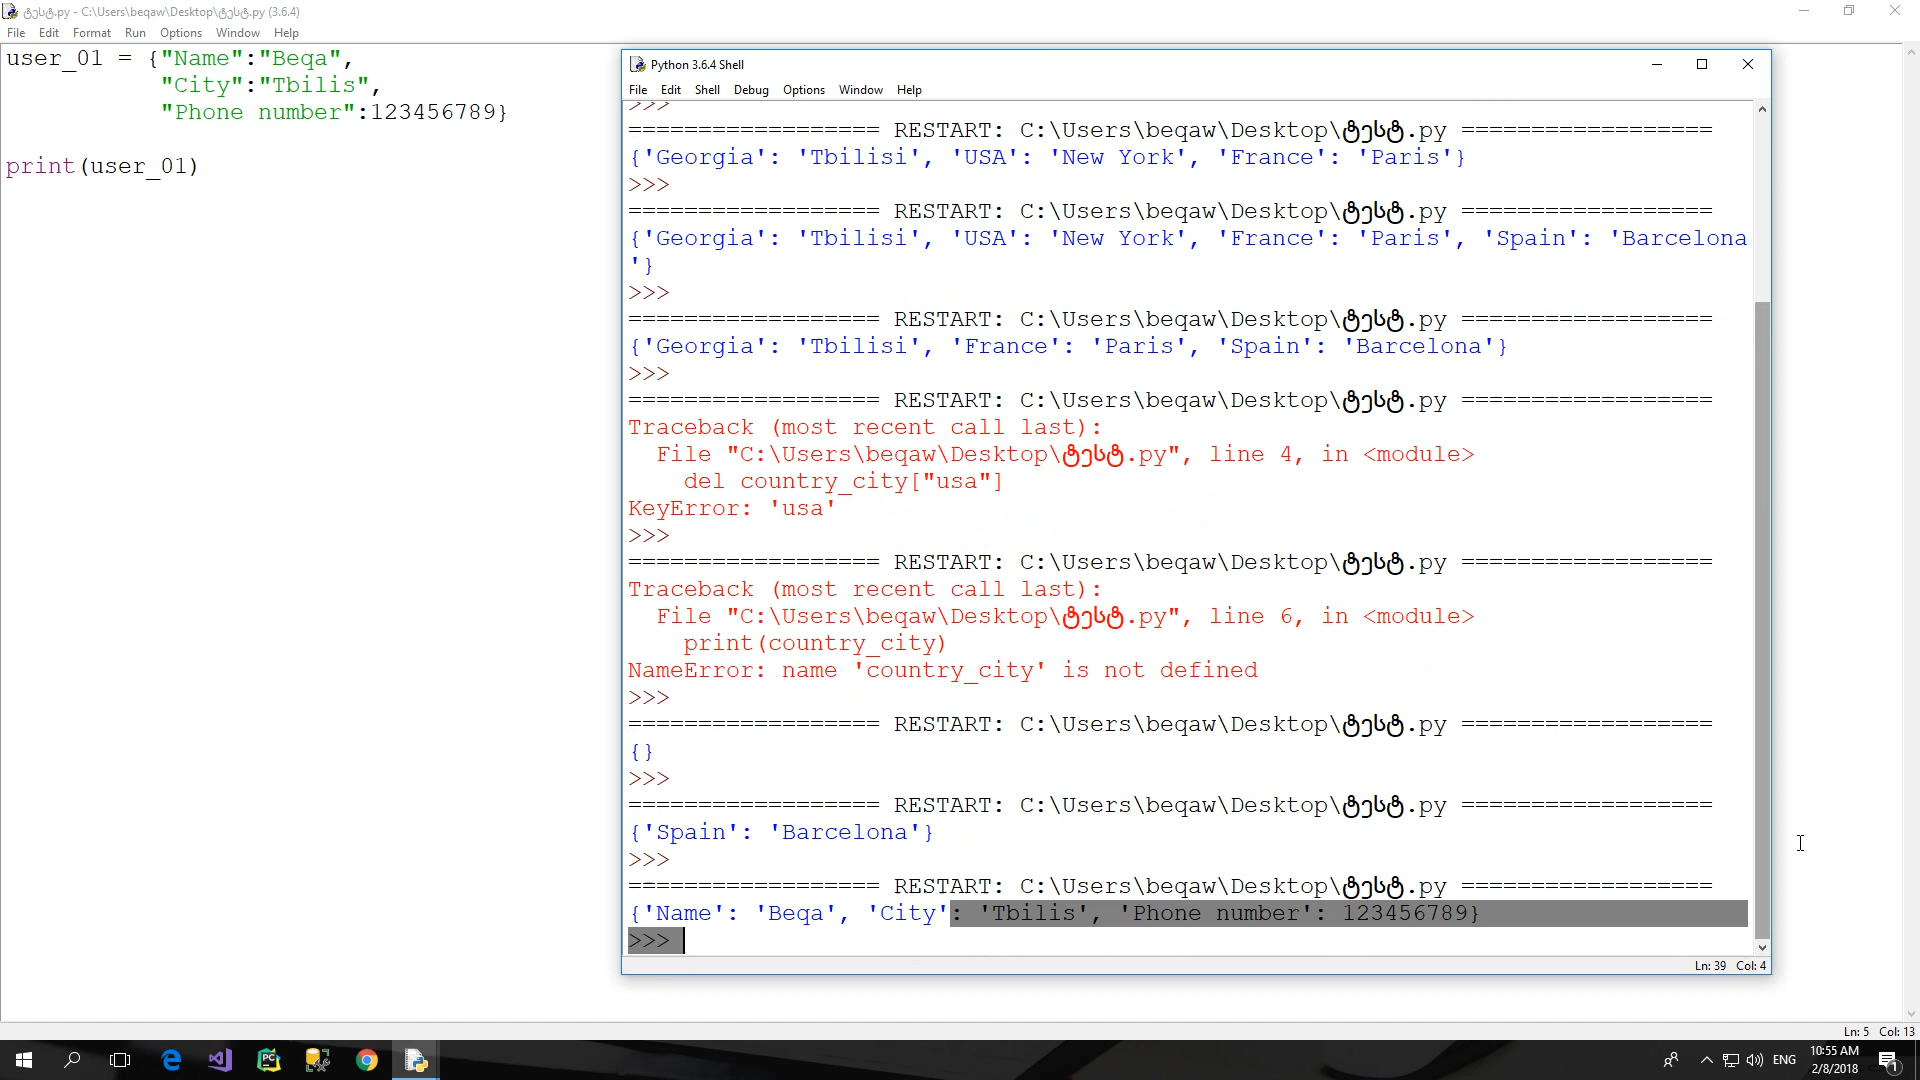 ტესტ.py - C:\Users\beqaw\Desktop\ტესტ.py (3.6.4)
File Edit Format Run Options Window Help
user_01 = {"Name":"Beqa",
"City":"Tbilis",
"Phone number":123456789}
print(user_01)
Python 3.6.4 Shell
File Edit Shell Debug Options Window Help
>>>
================== RESTART: C:\Users\beqaw\Desktop\ტესტ.py ==================
{'Georgia': 'Tbilisi', 'USA': 'New York', 'France': 'Paris'}
>>>
================== RESTART: C:\Users\beqaw\Desktop\ტესტ.py ==================
{'Georgia': 'Tbilisi', 'USA': 'New York', 'France': 'Paris', 'Spain': 'Barcelona
'}
>>>
================== RESTART: C:\Users\beqaw\Desktop\ტესტ.py ==================
{'Georgia': 'Tbilisi', 'France': 'Paris', 'Spain': 'Barcelona'}
>>>
================== RESTART: C:\Users\beqaw\Desktop\ტესტ.py ==================
Traceback (most recent call last):
File "C:\Users\beqaw\Desktop\ტესტ.py", line 4, in <module>
del country_city["usa"]
KeyError: 'usa'
>>>
================== RESTART: C:\Users\beqaw\Desktop\ტესტ.py ==================
Traceback (most recent call last):
File "C:\Users\beqaw\Desktop\ტესტ.py", line 6, in <module>
print(country_city)
NameError: name 'country_city' is not defined
>>>
================== RESTART: C:\Users\beqaw\Desktop\ტესტ.py ==================
{}
>>>
================== RESTART: C:\Users\beqaw\Desktop\ტესტ.py ==================
{'Spain': 'Barcelona'}
>>>
================== RESTART: C:\Users\beqaw\Desktop\ტესტ.py ==================
{'Name': 'Beqa', 'City': 'Tbilis', 'Phone number': 123456789}
>>>
Ln: 39 Col: 4
Ln: 5 Col: 13
PC
ENG
10:55 AM
2/8/2018
1